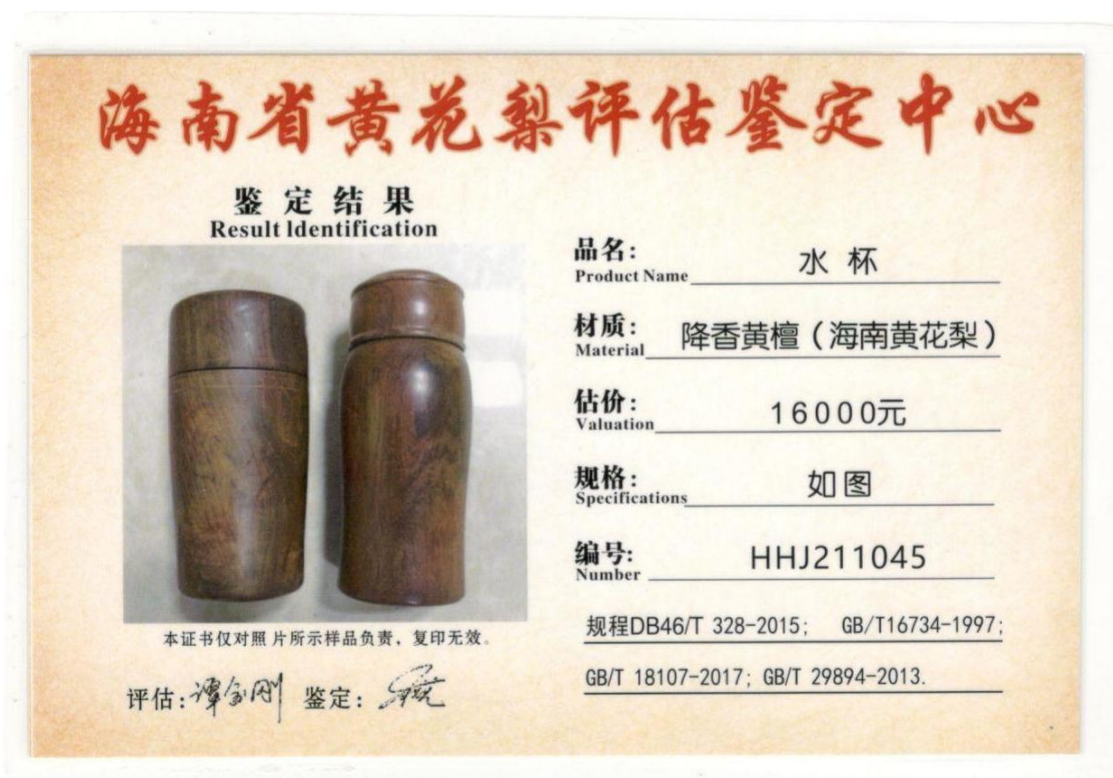 海南省黄花梨评估鉴定中心
鉴定结果
Result Identification
品名：水杯
Product Name
材质：降香黄檀（海南黄花梨）
Material
估价：16000元
Valuation
规格：如图
Specifications
编号：HHJ211045
Number
规程DB46/T 328-2015； GB/T16734-1997；
GB/T 18107-2017；GB/T 29894-2013.
本证书仅对照片所示样品负责，复印无效。
评估：谭金刚 鉴定：